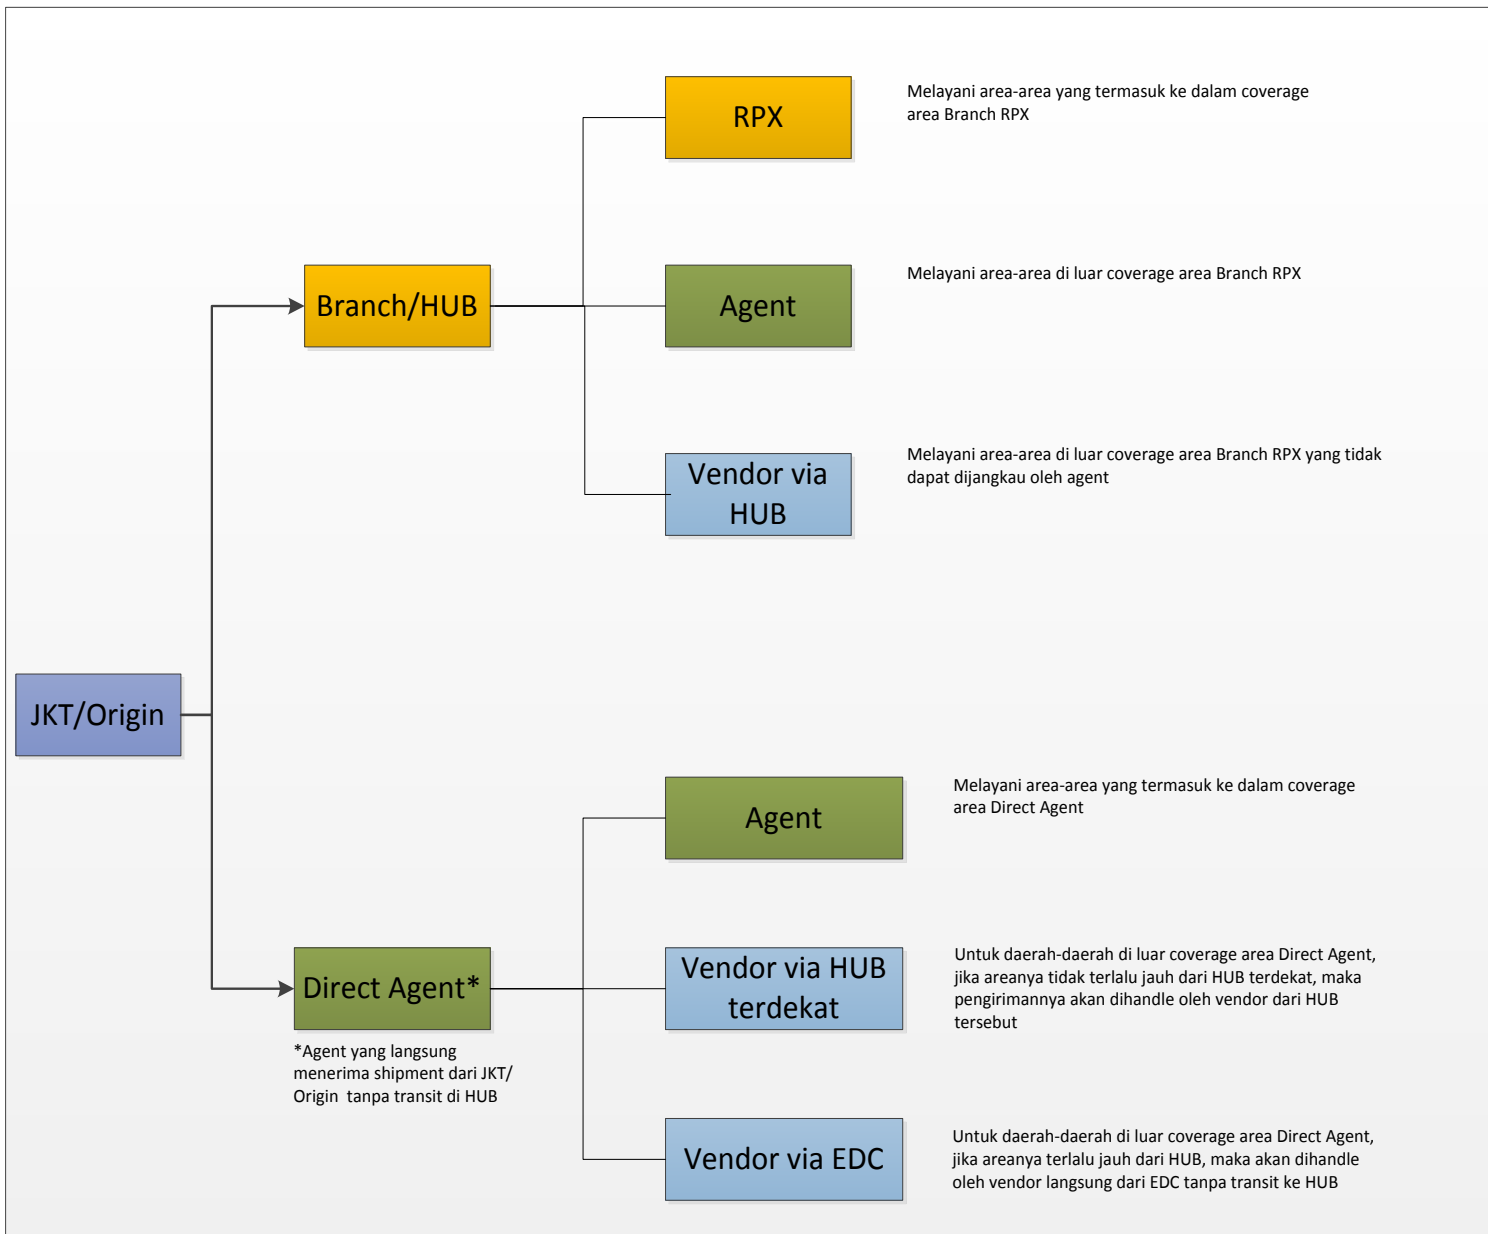 RPX
Melayani area-area yang termasuk ke dalam coverage
area Branch RPX
Branch/HUB
Agent
Melayani area-area di luar coverage area Branch RPX
Vendor via
HUB
Melayani area-area di luar coverage area Branch RPX yang tidak
dapat dijangkau oleh agent
JKT/Origin
Agent
Melayani area-area yang termasuk ke dalam coverage
area Direct Agent
Direct Agent*
*Agent yang langsung
menerima shipment dari JKT/
Origin tanpa transit di HUB
Vendor via HUB
terdekat
Untuk daerah-daerah di luar coverage area Direct Agent,
jika areanya tidak terlalu jauh dari HUB terdekat, maka
pengirimannya akan dihandle oleh vendor dari HUB
tersebut
Vendor via EDC
Untuk daerah-daerah di luar coverage area Direct Agent,
jika areanya terlalu jauh dari HUB, maka akan dihandle
oleh vendor langsung dari EDC tanpa transit ke HUB